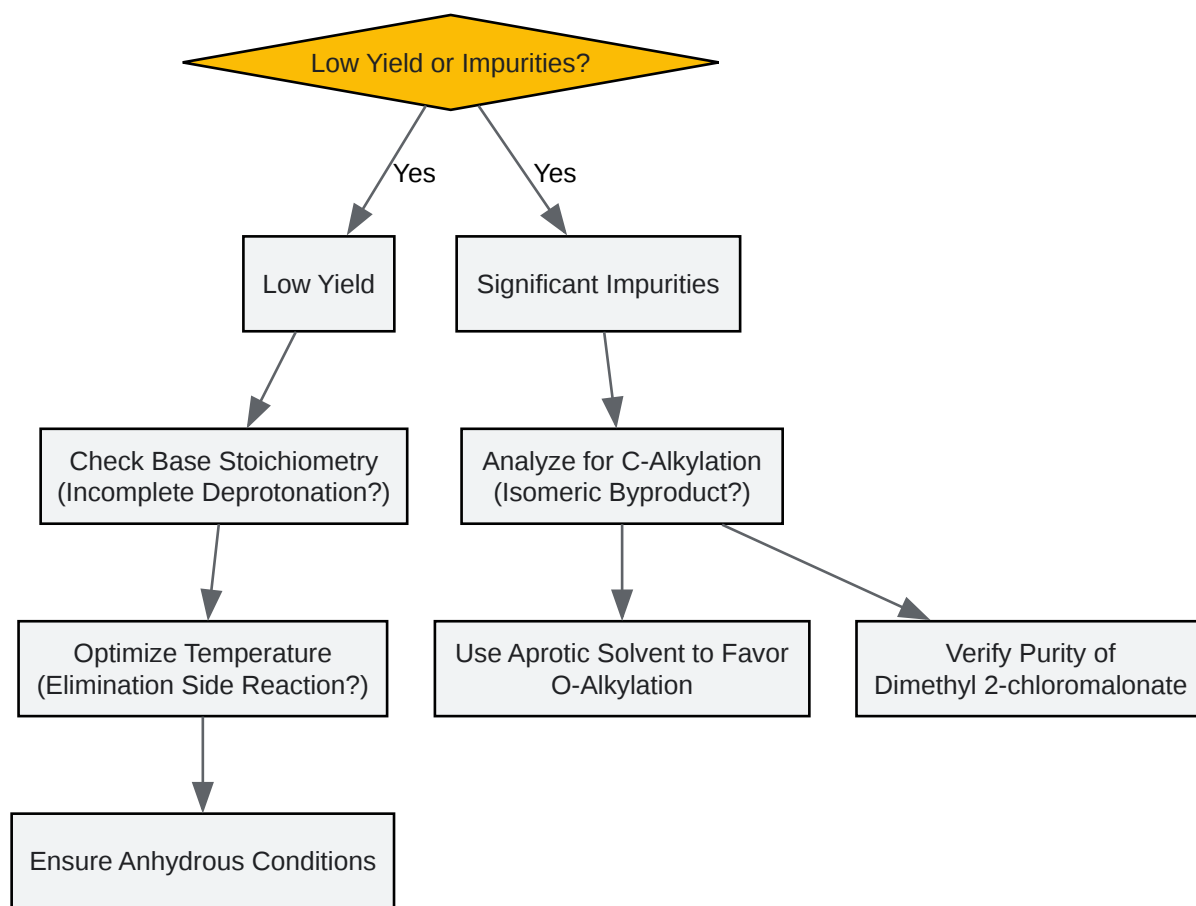 Low Yield or Impurities?
Yes
Yes
Low Yield
Significant Impurities
Check Base Stoichiometry
(Incomplete Deprotonation?)
Analyze for C-Alkylation
(Isomeric Byproduct?)
Optimize Temperature
(Elimination Side Reaction?)
Use Aprotic Solvent to Favor
O-Alkylation
Verify Purity of
Dimethyl 2-chloromalonate
Ensure Anhydrous Conditions